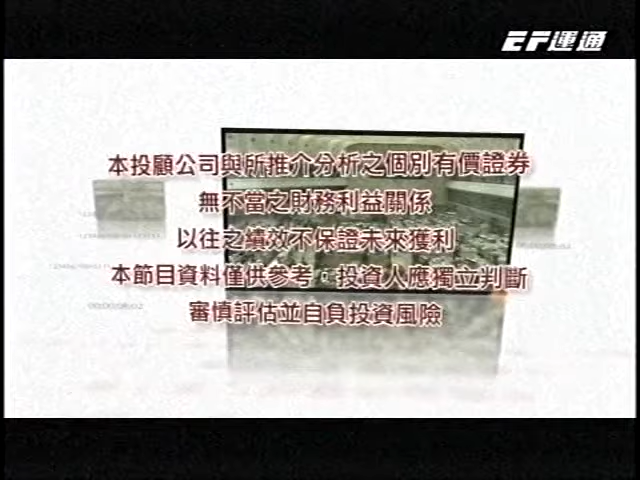 EF運通
本投顧公司與所推介分析之個別有價證券
無不當之財務利益關係
以往之績效不保證未來獲利
本節目資料僅供參考，投資人應獨立判斷
審慎評估並自負投資風險